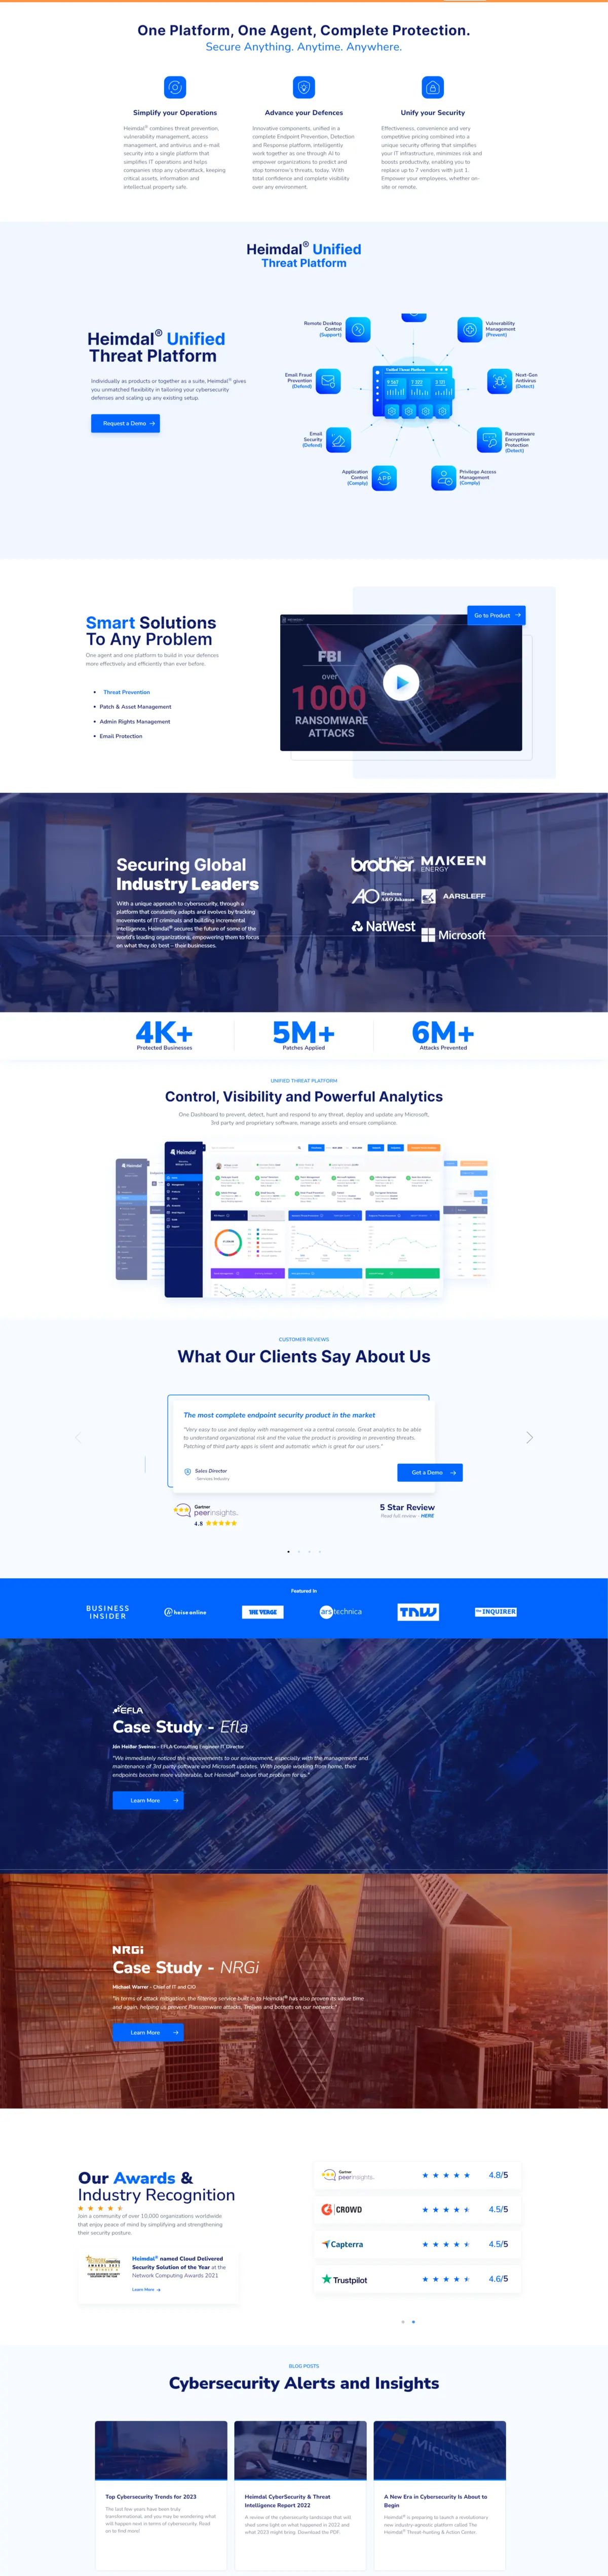 One Platform, One Agent, Complete Protection.
Secure Anything. Anytime. Anywhere.
Simplify your Operations
Heimdal® combines threat prevention,
vulnerability management, access
management, and antivirus and e-mail
security into a single platform that
simplifies IT operations and helps
companies stop any cyberattack, keeping
critical assets, information and
intellectual property safe.
Advance your Defences
Innovative components, unified in a
complete Endpoint Prevention, Detection
and Response platform, intelligently
work together as one through AI to
empower organizations to predict and
stop tomorrow's threats, today. With
total confidence and complete visibility
over any environment.
Unify your Security
Effectiveness, convenience and very
competitive pricing combined into a
unique security offering that simplifies
your IT infrastructure, minimizes risk and
boosts productivity, enabling you to
replace up to 7 vendors with just 1.
Empower your employees, whether on-
site or remote.
Heimdal® Unified
Threat Platform
Heimdal® Unified
Threat Platform
Individually as products or together as a suite, Heimdal® gives
you unmatched flexibility in tailoring your cybersecurity
defenses and scaling up any existing setup.
Request a Demo
Remote Desktop
Control
(Support)
Vulnerability
Management
(Prevent)
Unified Threat Platform
Email Fraud
Prevention
(Defend)
Next-Gen
Antivirus
(Detect)
Email
Security
(Defend)
Ransomware
Encryption
Protection
(Detect)
Application
Control
(Comply)
APP
Privilege Access
Management
(Comply)
Smart Solutions
To Any Problem
One agent and one platform to build in your defences
more effectively and efficiently than ever before.
Threat Prevention
Patch & Asset Management
Admin Rights Management
Email Protection
Go to Product
FBI
over
1000
RANSOMWARE
ATTACKS
Securing Global
Industry Leaders
With a unique approach to cybersecurity, through a
platform that constantly adapts and evolves by tracking
movements of IT criminals and building incremental
intelligence, Heimdal® secures the future of some of the
world's leading organizations, empowering them to focus
on what they do best – their businesses.
brother
MAKEEN
ENERGY
AO
Brødrene
A&O Johansen
AARSLEFF
NatWest
Microsoft
4K+
Protected Businesses
5M+
Patches Applied
6M+
Attacks Prevented
UNIFIED THREAT PLATFORM
Control, Visibility and Powerful Analytics
One Dashboard to prevent, detect, hunt and respond to any threat, deploy and update any Microsoft,
3rd party and proprietary software, manage assets and ensure compliance.
Heimdal
CUSTOMER REVIEWS
What Our Clients Say About Us
The most complete endpoint security product in the market
"Very easy to use and deploy with management via a central console. Great analytics to be able
to understand organizational risk and the value the product is providing in preventing threats.
Patching of third party apps is silent and automatic which is great for our users."
Sales Director
Services Industry
Get a Demo
Gartner
peerinsights
4.8
5 Star Review
Read full review - HERE
Featured In
BUSINESS
INSIDER
heise online
THE VERGE
ars technica
TNW
THE INQUIRER
EFLA
Case Study - Efla
Jón Heiðar Sveinss - EFLA Consulting Engineer IT Director
"We immediately noticed the improvements to our environment, especially with the management and
maintenance of 3rd party software and Microsoft updates. With people working from home, their
endpoints become more vulnerable, but Heimdal® solves that problem for us."
Learn More
NRGi
Case Study - NRGi
Michael Warrer - Chief of IT and CIO
"In terms of attack mitigation, the filtering service built in to Heimdal® has also proven its value time
and again, helping us prevent Ransomware attacks, Trojans and botnets on our network."
Learn More
Our Awards &
Industry Recognition
Join a community of over 10,000 organizations worldwide
that enjoy peace of mind by simplifying and strengthening
their security posture.
Heimdal® named Cloud Delivered
Security Solution of the Year at the
Network Computing Awards 2021
Learn More
Gartner
peerinsights
4.8/5
CROWD
4.5/5
Capterra
4.5/5
Trustpilot
4.6/5
BLOG POSTS
Cybersecurity Alerts and Insights
Top Cybersecurity Trends for 2023
The last few years have been truly
transformational, and you may be wondering what
will happen next in terms of cybersecurity. Read
on to find more!
Heimdal CyberSecurity & Threat
Intelligence Report 2022
A review of the cybersecurity landscape that will
shed some light on what happened in 2022 and
what 2023 might bring. Download the PDF.
Microsoft
A New Era in Cybersecurity Is About to
Begin
Heimdal® is preparing to launch a revolutionary
new industry-agnostic platform called The
Heimdal® Threat-hunting & Action Center.